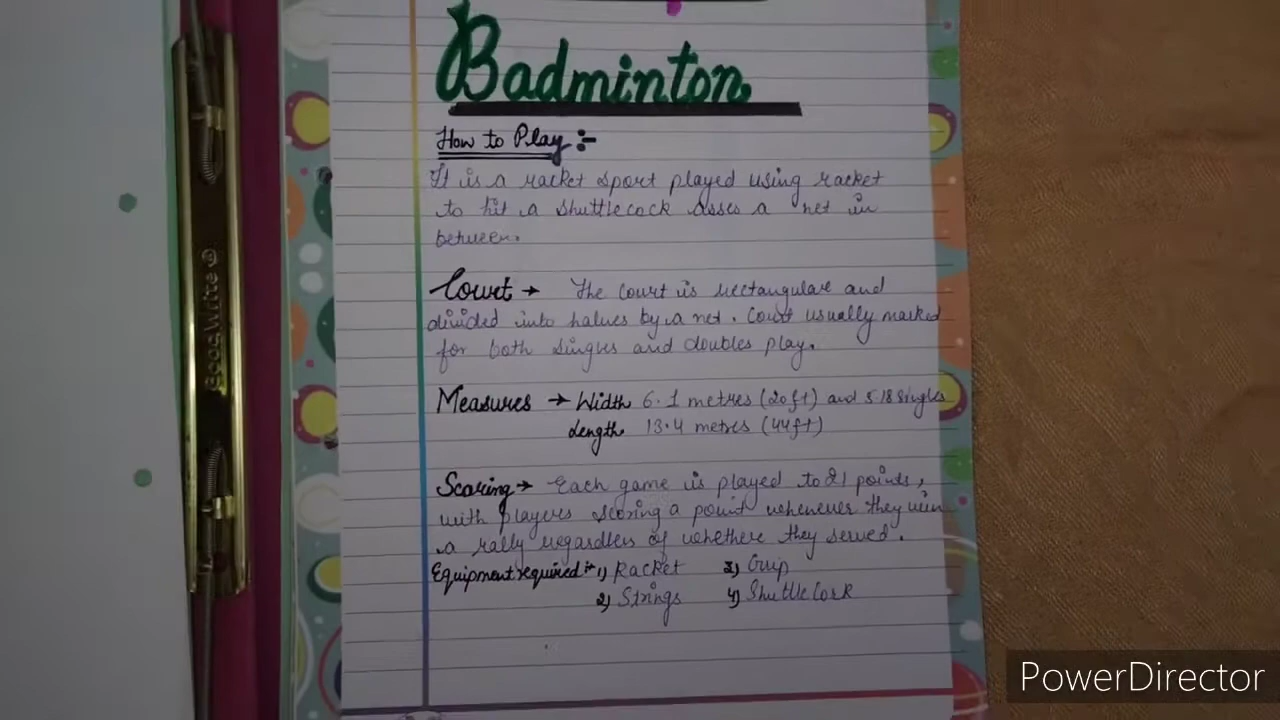 Badminton
How to Play :-
It is a racket sport played using racket
to hit a shuttlecock asses a net in
between.
Court → The court is rectangular and
divided into halves by a net. Court usually marked
for both singles and doubles play.
Measures → Width 6.1 metres (20ft) and 5.18 singles
Length 13.4 metres (44ft)
Scoring → Each game is played to 21 points,
with players scoring a point whenever they win
a rally regardless of whethere they served.
Equipment required :- 1) Racket 3) Grip
2) Strings 4) Shuttle Cork
GoodWrite
PowerDirector